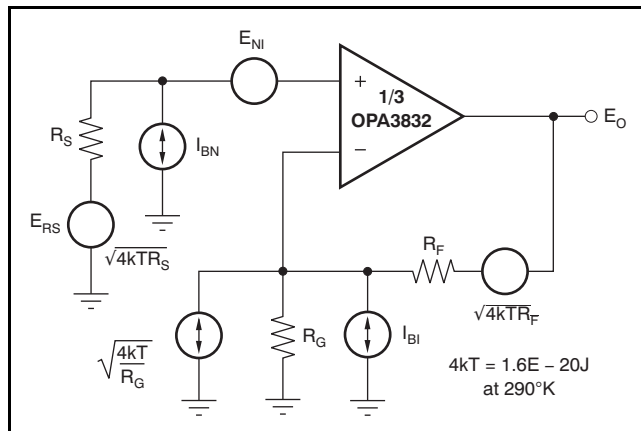 E_NI
1/3
OPA3832
+
−
E_O
R_S
I_BN
E_RS
√4kTR_S
R_F
√4kTR_F
√4kT/R_G
R_G
I_BI
4kT = 1.6E − 20J
at 290°K